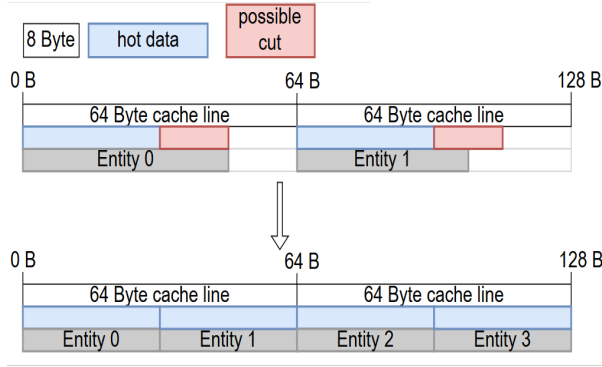 8 Byte
hot data
possible
cut
0 B
64 B
128 B
64 Byte cache line
64 Byte cache line
Entity 0
Entity 1
0 B
64 B
128 B
64 Byte cache line
64 Byte cache line
Entity 0
Entity 1
Entity 2
Entity 3